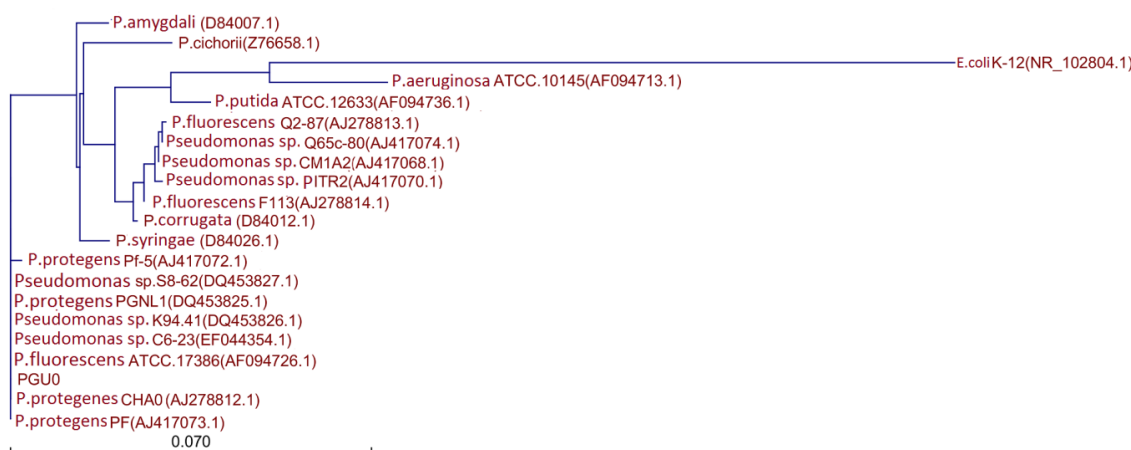 P.amygdali (D84007.1)
P.cichorii(Z76658.1)
E.coliK-12(NR_102804.1)
P.aeruginosa ATCC.10145(AF094713.1)
P.putida ATCC.12633(AF094736.1)
P.fluorescens Q2-87(AJ278813.1)
Pseudomonas sp. Q65c-80(AJ417074.1)
Pseudomonas sp. CM1A2(AJ417068.1)
Pseudomonas sp. PITR2(AJ417070.1)
P.fluorescens F113(AJ278814.1)
P.corrugata (D84012.1)
P.syringae (D84026.1)
P.protegens Pf-5(AJ417072.1)
Pseudomonas sp.S8-62(DQ453827.1)
P.protegens PGNL1(DQ453825.1)
Pseudomonas sp. K94.41(DQ453826.1)
Pseudomonas sp. C6-23(EF044354.1)
P.fluorescens ATCC.17386(AF094726.1)
PGU0
P.protegenes CHA0(AJ278812.1)
P.protegens PF(AJ417073.1)
0.070